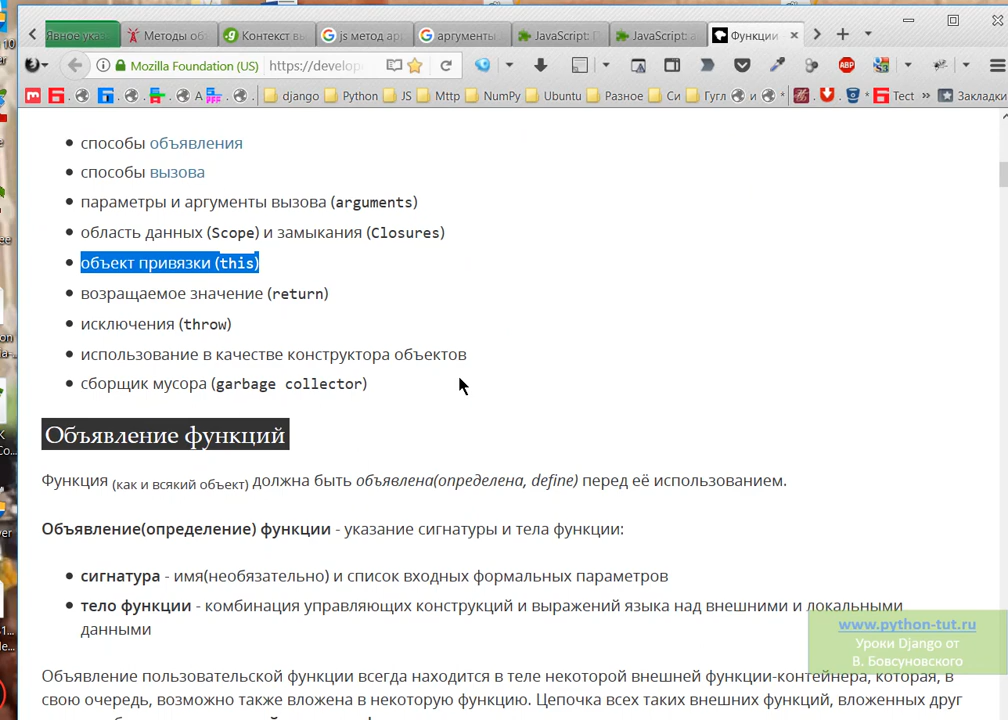 Явное указ
Методы об
Контекст вы
js метод ар
аргументы
JavaScript: П
JavaScript: а
Функции
Mozilla Foundation (US)
https://develo
ABP
django
Python
JS
Mttp
NumPy
Ubuntu
Разное
Си
Гугл
и
Тест
»
Закладки
способы объявления
способы вызова
параметры и аргументы вызова (arguments)
область данных (Scope) и замыкания (Closures)
объект привязки (this)
возращаемое значение (return)
исключения (throw)
использование в качестве конструктора объектов
сборщик мусора (garbage collector)
Объявление функций
Функция (как и всякий объект) должна быть объявлена(определена, define) перед её использованием.
Объявление(определение) функции - указание сигнатуры и тела функции:
сигнатура - имя(необязательно) и список входных формальных параметров
тело функции - комбинация управляющих конструкций и выражений языка над внешними и локальными
данными
www.python-tut.ru
Уроки Django от
В. Бовсуновского
Объявление пользовательской функции всегда находится в теле некоторой внешней функции-контейнера, которая, в
свою очередь, возможно также вложена в некоторую функцию. Цепочка всех таких внешних функций, вложенных друг